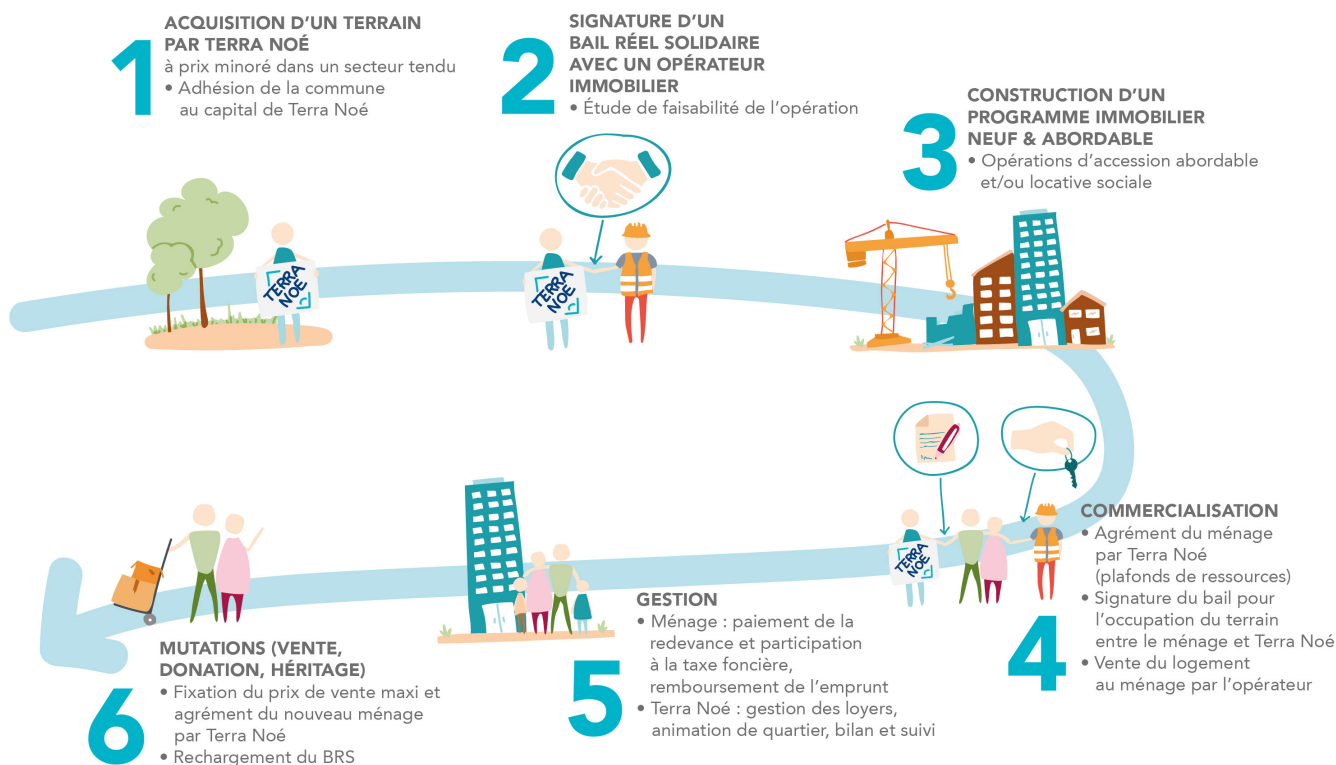 1
ACQUISITION D'UN TERRAIN
PAR TERRA NOÉ
à prix minoré dans un secteur tendu
• Adhésion de la commune
au capital de Terra Noé
2
SIGNATURE D'UN
BAIL RÉEL SOLIDAIRE
AVEC UN OPÉRATEUR
IMMOBILIER
• Étude de faisabilité de l'opération
3
CONSTRUCTION D'UN
PROGRAMME IMMOBILIER
NEUF & ABORDABLE
• Opérations d'accession abordable
et/ou locative sociale
TERRA
NOE
TERRA
NOE
TERRA
NOE
4
COMMERCIALISATION
• Agrément du ménage
par Terra Noé
(plafonds de ressources)
• Signature du bail pour
l'occupation du terrain
entre le ménage et Terra Noé
• Vente du logement
au ménage par l'opérateur
5
GESTION
• Ménage : paiement de la
redevance et participation
à la taxe foncière,
remboursement de l'emprunt
• Terra Noé : gestion des loyers,
animation de quartier, bilan et suivi
6
MUTATIONS (VENTE,
DONATION, HÉRITAGE)
• Fixation du prix de vente maxi et
agrément du nouveau ménage
par Terra Noé
• Rechargement du BRS